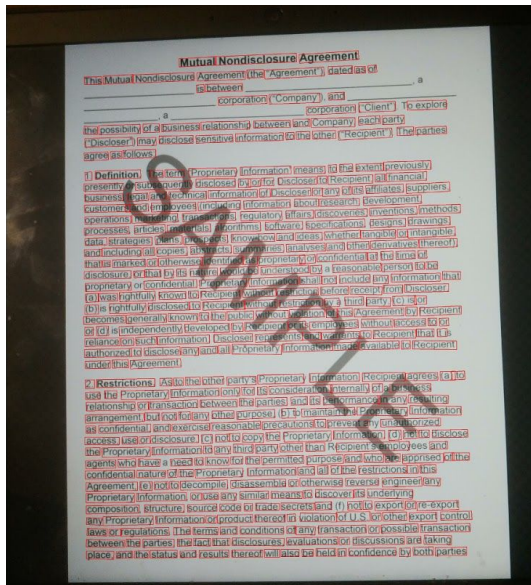 Mutual Nondisclosure Agreement
This Mutual Nondisclosure Agreement (the "Agreement"), dated as of
is between , a
corporation ("Company"), and
, a corporation ("Client"). To explore
the possibility of a business relationship between and Company, each party
("Discloser") may disclose sensitive information to the other ("Recipient"). The parties
agree as follows:
1. Definition. The term "Proprietary Information" means, to the extent previously,
presently or subsequently disclosed by or for Discloser to Recipient, all financial,
business, legal, and technical information of Discloser or any of its affiliates, suppliers,
customers and employees (including information about research, development,
operations, marketing, transactions, regulatory affairs, discoveries, inventions, methods,
processes, articles, materials, algorithms, software, specifications, designs, drawings,
data, strategies, plans, prospects, know-how and ideas, whether tangible or intangible,
and including all copies, abstracts, summaries, analyses and other derivatives thereof),
that is marked or otherwise identified as proprietary or confidential at the time of
disclosure, or that by its nature would be understood by a reasonable person to be
proprietary or confidential. Proprietary Information shall not include any information that
(a) was rightfully known to Recipient without restriction before receipt from Discloser,
(b) is rightfully disclosed to Recipient without restriction by a third party, (c) is or
becomes generally known to the public without violation of this Agreement by Recipient
or (d) is independently developed by Recipient or its employees without access to or
reliance on such information. Discloser represents and warrants to Recipient that it is
authorized to disclose any and all Proprietary Information made available to Recipient
under this Agreement.
2. Restrictions. As to the other party's Proprietary Information Recipient agrees (a) to
use the Proprietary Information only for its consideration internally of a business
relationship or transaction between the parties and its performance in any resulting
arrangement, but not for any other purpose, (b) to maintain all Proprietary Information
as confidential, and exercise reasonable precautions to prevent any unauthorized
access, use or disclosure, (c) not to copy the Proprietary Information, (d) not to disclose
the Proprietary Information to any third party other than Recipient's employees and
agents who have a need to know for the permitted purpose and who are apprised of the
confidential nature of the Proprietary Information and all of the restrictions in this
Agreement, (e) not to decompile, disassemble or otherwise reverse engineer any
Proprietary Information, or use any similar means to discover its underlying
composition, structure, source code or trade secrets and (f) not to export or re-export
any Proprietary Information or product thereof in violation of U.S. or other export control
laws or regulations. The terms and conditions of any transaction or possible transaction
between the parties, the fact that disclosures, evaluations or discussions are taking
place, and the status and results thereof will also be held in confidence by both parties
SAMPLE